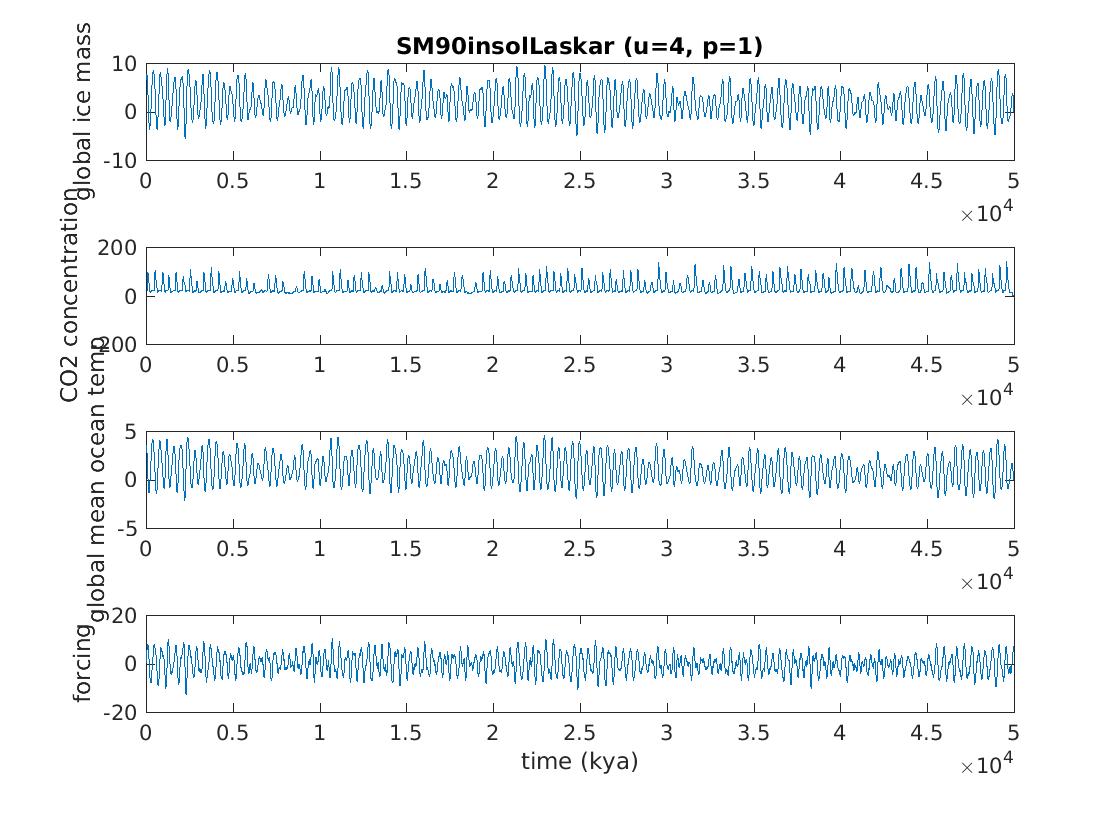 SM90insolLaskar (u=4, p=1)
global ice mass
10
0
-10
0 0.5 1 1.5 2 2.5 3 3.5 4 4.5 5
×10^4
CO2 concentration
200
0
-200
0 0.5 1 1.5 2 2.5 3 3.5 4 4.5 5
×10^4
global mean ocean temp
5
0
-5
0 0.5 1 1.5 2 2.5 3 3.5 4 4.5 5
×10^4
forcing
20
0
-20
0 0.5 1 1.5 2 2.5 3 3.5 4 4.5 5
time (kya)
×10^4